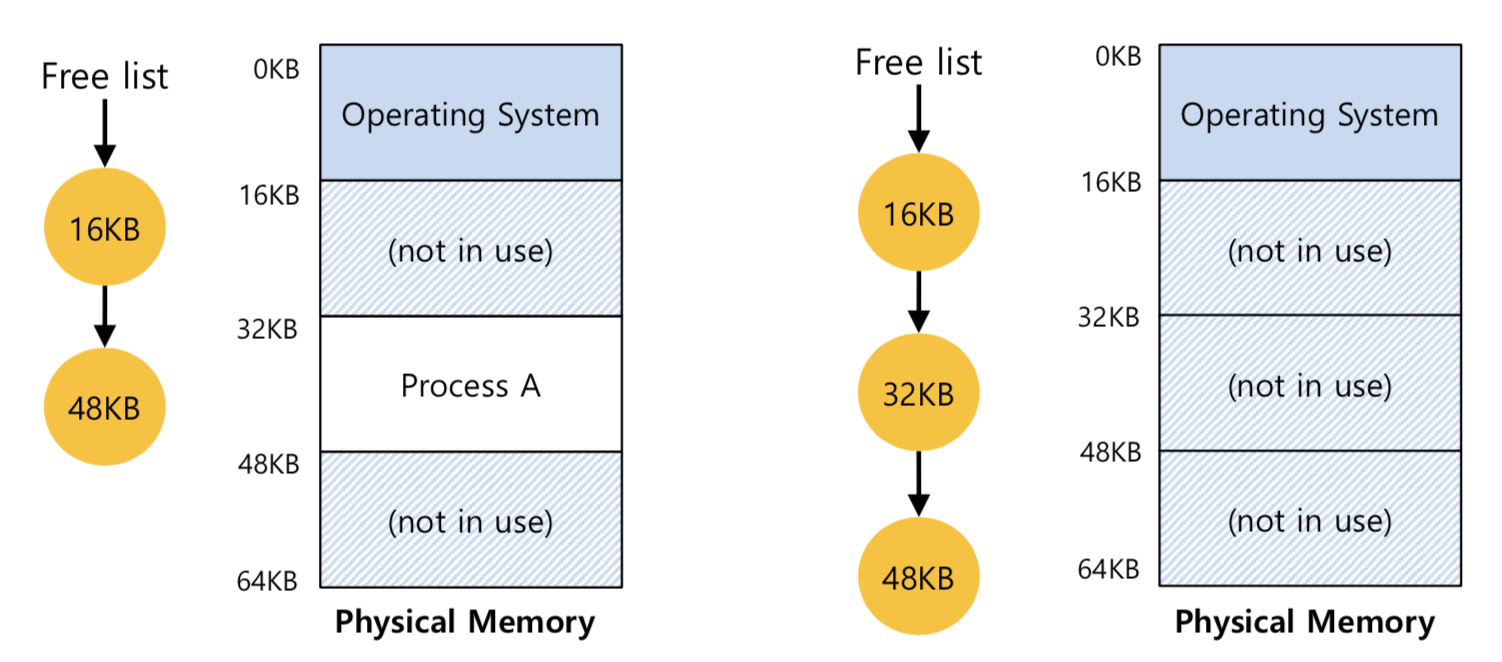 Free list
16KB
48KB
0KB
16KB
32KB
48KB
64KB
Operating System
(not in use)
Process A
(not in use)
Physical Memory
Free list
16KB
32KB
48KB
0KB
16KB
32KB
48KB
64KB
Operating System
(not in use)
(not in use)
(not in use)
Physical Memory